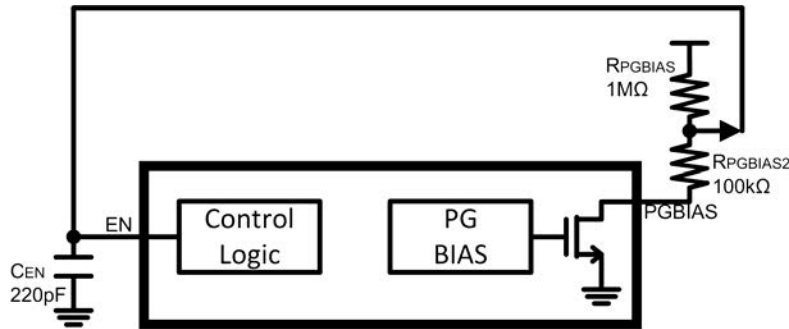 RPGBIAS
1MΩ
RPGBIAS2
100kΩ
PGBIAS
EN
Control
Logic
PG
BIAS
CEN
220pF